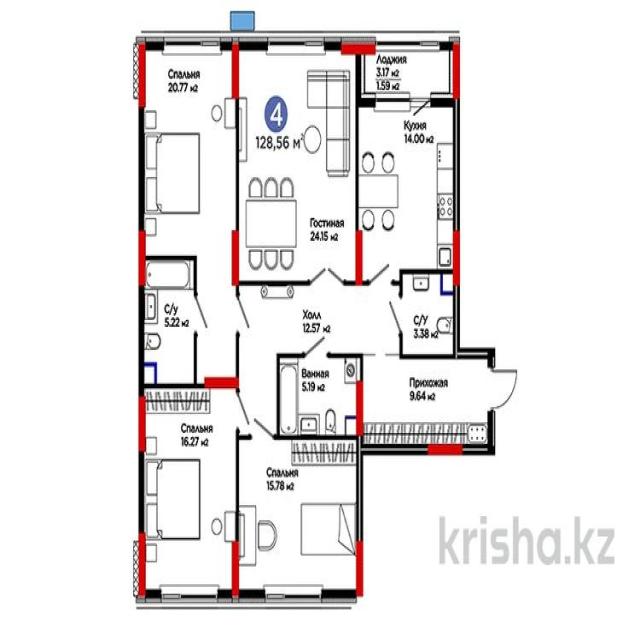 Спальня
20.77 м2
4
128,56 м2
Гостиная
24.15 м2
Лоджия
3.17 м2
1.59 м2
Кухня
14.00 м2
С/у
5.22 м2
Холл
12.57 м2
С/У
3.38 м2
Ванная
5.19 м2
Прихожая
9.64 м2
Спальня
16.27 м2
Спальня
15.78 м2
krisha.kz